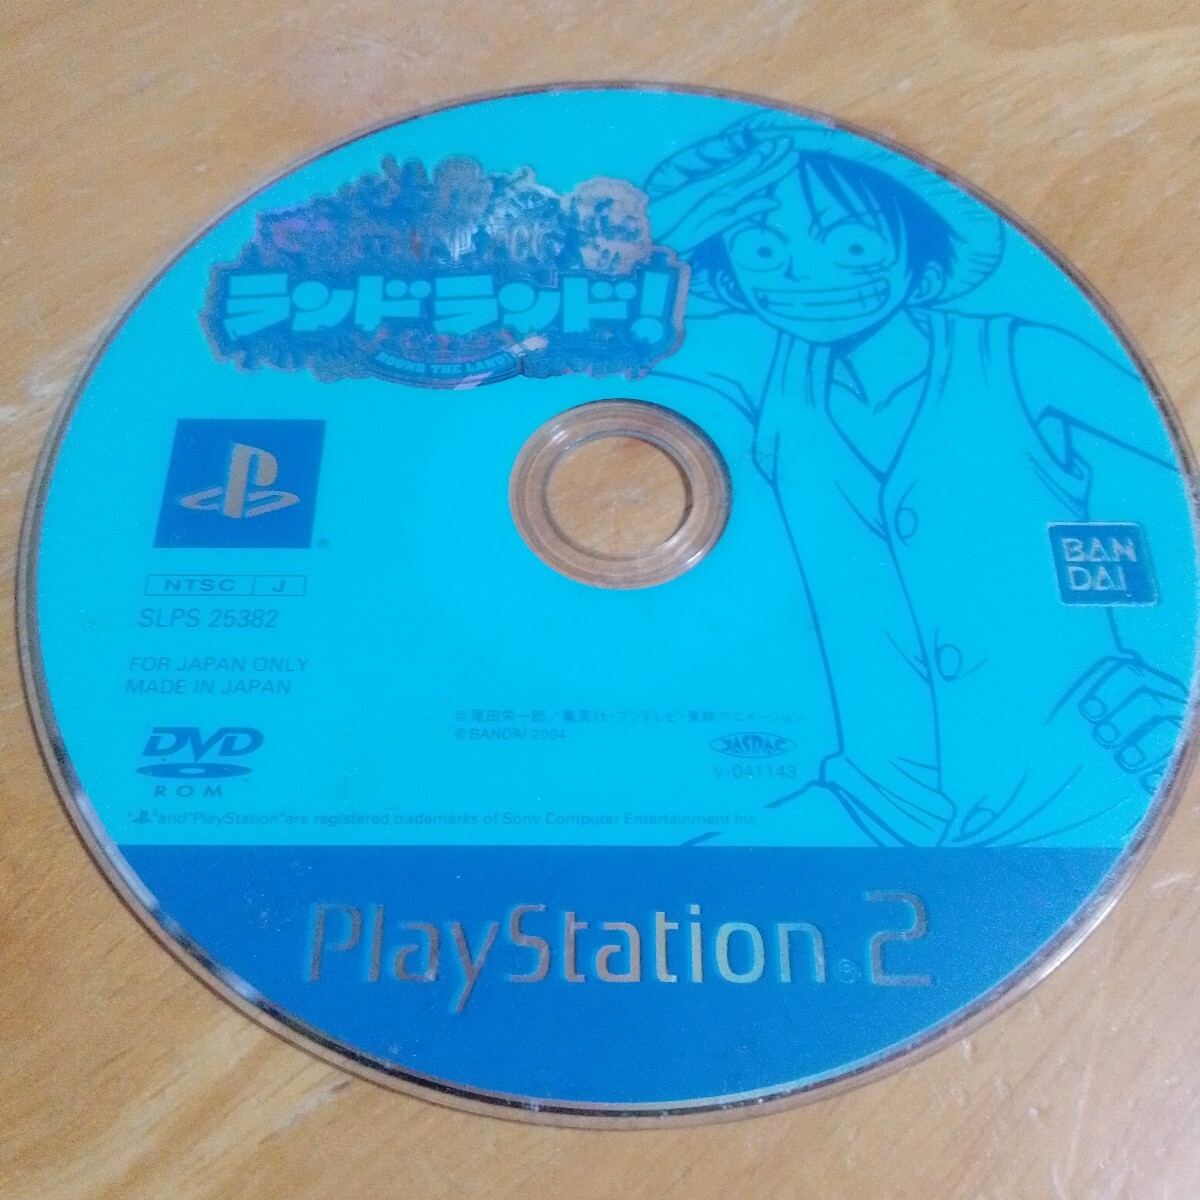 ランドランド!
ROUND THE LAND
NTSC J
SLPS 25382
FOR JAPAN ONLY
MADE IN JAPAN
BAN
DAI
DVD
ROM
©尾田栄一郎/集英社・フジテレビ・東映アニメーション
© BANDAI 2004
JASRAC
V-041143
" " and "PlayStation" are registered trademarks of Sony Computer Entertainment Inc.
PlayStation®2